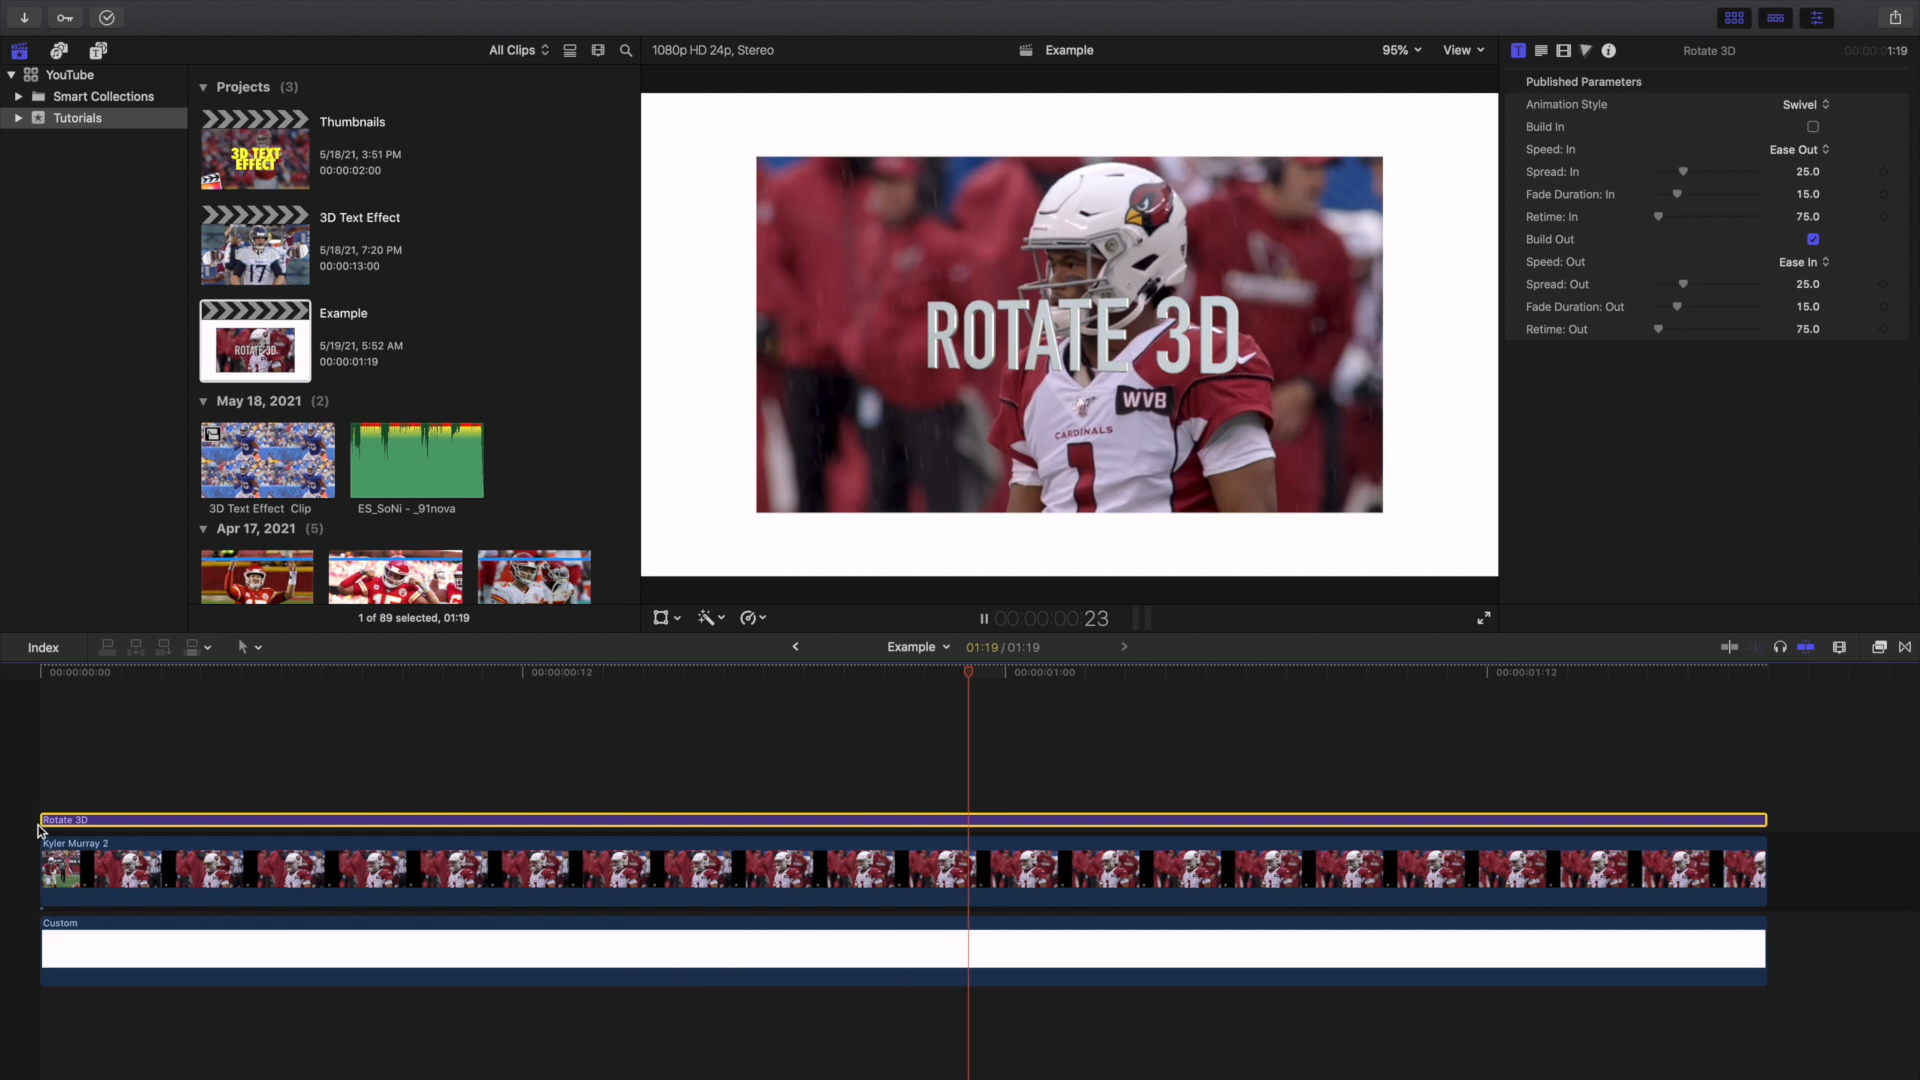 All Clips
1080p HD 24p, Stereo
Example
95%
View
Rotate 3D
00:00:01:19
YouTube
Smart Collections
Tutorials
Projects (3)
3D TEXT
EFFECT
Thumbnails
5/18/21, 3:51 PM
00:00:02:00
3D Text Effect
5/18/21, 7:20 PM
00:00:13:00
17
ROTATE 3D
Example
5/19/21, 5:52 AM
00:00:01:19
May 18, 2021 (2)
3D Text Effect Clip
ES_SoNi - _91nova
Apr 17, 2021 (5)
15
1 of 89 selected, 01:19
ROTATE 3D
WVB
CARDINALS
1
00:00:00:23
Published Parameters
Animation Style Swivel
Build In
Speed: In Ease Out
Spread: In 25.0
Fade Duration: In 15.0
Retime: In 75.0
Build Out
Speed: Out Ease In
Spread: Out 25.0
Fade Duration: Out 15.0
Retime: Out 75.0
Index
Example
01:19 / 01:19
00:00:00:00
00:00:00:12
00:00:01:00
00:00:01:12
Rotate 3D
Kyler Murray 2
Custom